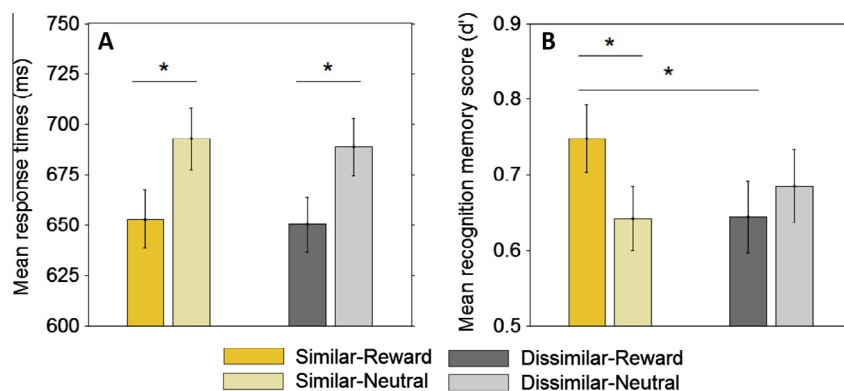 A
Mean response times (ms)
750
725
700
675
650
625
600
*
*
B
Mean recognition memory score (d')
0.9
0.8
0.7
0.6
0.5
*
*
Similar-Reward
Similar-Neutral
Dissimilar-Reward
Dissimilar-Neutral